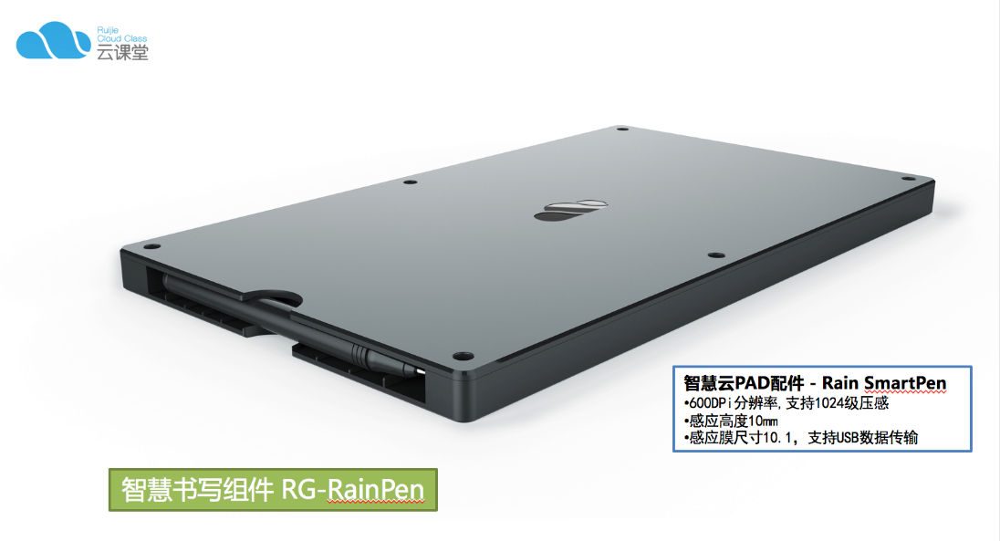 Ruijie
Cloud Class
云课堂
智慧云PAD配件 - Rain SmartPen
•600DPi分辨率,支持1024级压感
•感应高度10mm
•感应膜尺寸10.1，支持USB数据传输
智慧书写组件 RG-RainPen